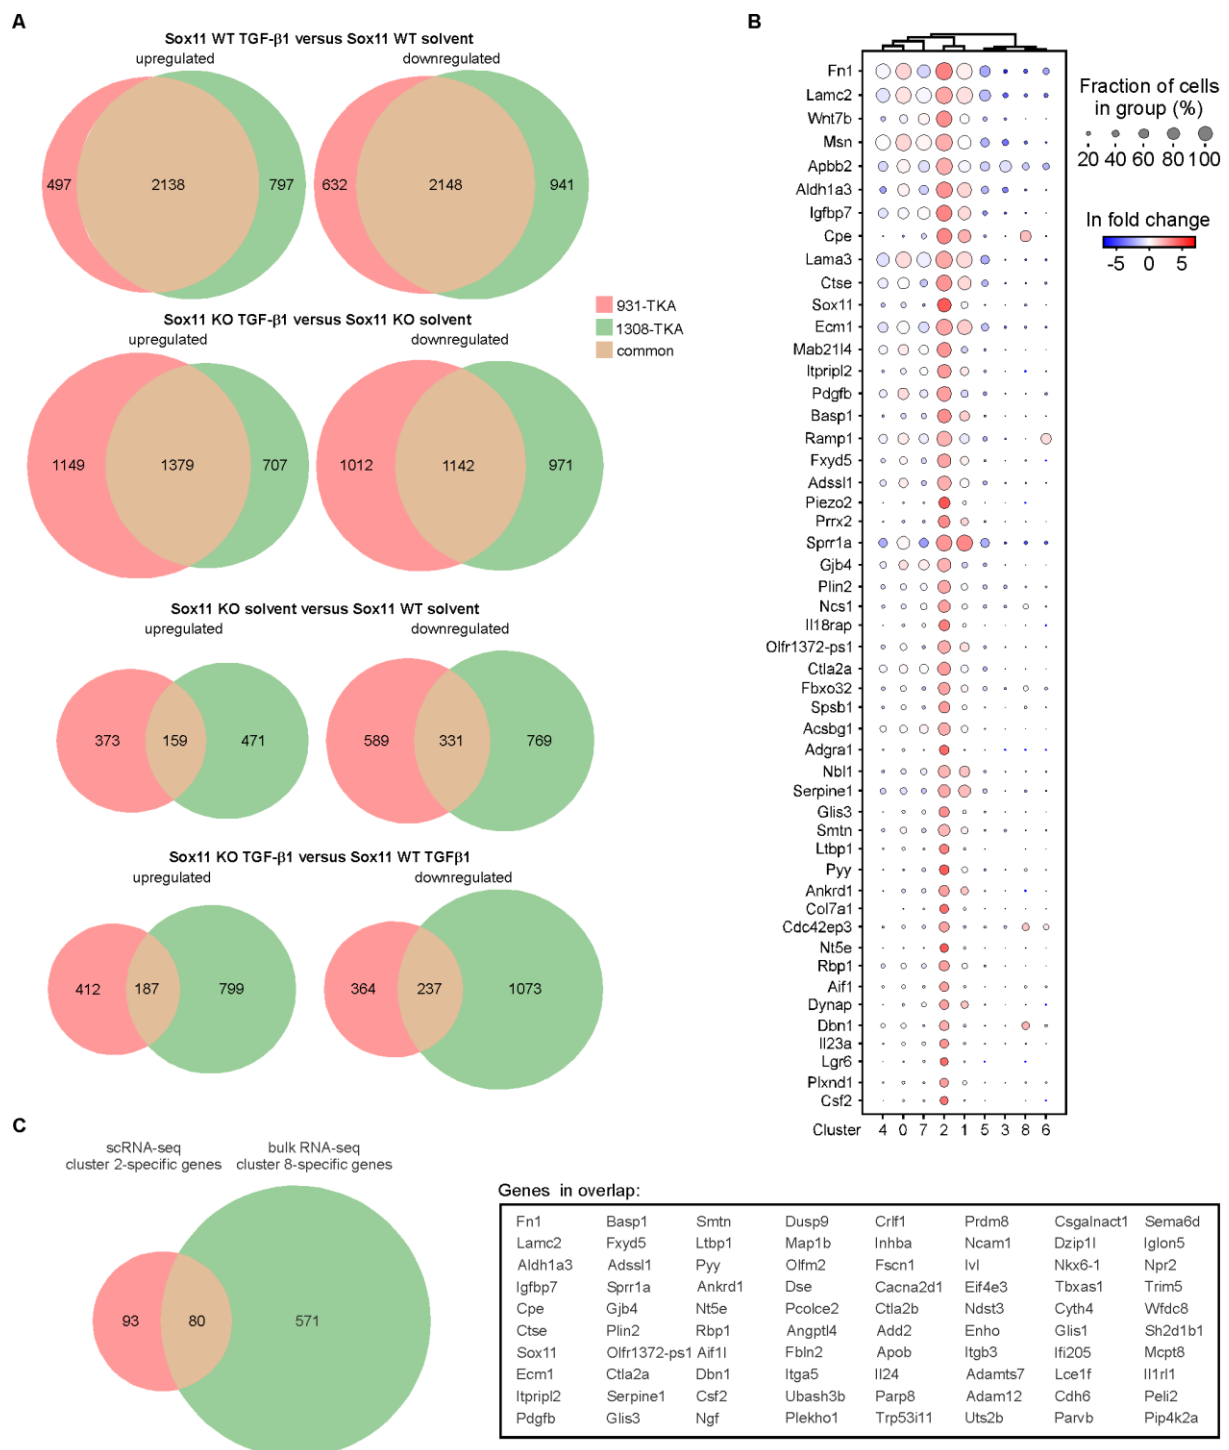 A
Sox11 WT TGF-β1 versus Sox11 WT solvent
upregulated
downregulated
497
2138
797
632
2148
941
931-TKA
1308-TKA
common
Sox11 KO TGF-β1 versus Sox11 KO solvent
upregulated
downregulated
1149
1379
707
1012
1142
971
Sox11 KO solvent versus Sox11 WT solvent
upregulated
downregulated
373
159
471
589
331
769
Sox11 KO TGF-β1 versus Sox11 WT TGFβ1
upregulated
downregulated
412
187
799
364
237
1073
B
Fn1
Lamc2
Wnt7b
Msn
Apbb2
Aldh1a3
Igfbp7
Cpe
Lama3
Ctse
Sox11
Ecm1
Mab21l4
Itpripl2
Pdgfb
Basp1
Ramp1
Fxyd5
Adssl1
Piezo2
Prrx2
Sprr1a
Gjb4
Plin2
Ncs1
Il18rap
Olfr1372-ps1
Ctla2a
Fbxo32
Spsb1
Acsbg1
Adgra1
Nbl1
Serpine1
Glis3
Smtn
Ltbp1
Pyy
Ankrd1
Col7a1
Cdc42ep3
Nt5e
Rbp1
Aif1
Dynap
Dbn1
Il23a
Lgr6
Plxnd1
Csf2
Cluster 4 0 7 2 1 5 3 8 6
Fraction of cells
in group (%)
20 40 60 80 100
ln fold change
-5 0 5
C
scRNA-seq
cluster 2-specific genes
bulk RNA-seq
cluster 8-specific genes
93
80
571
Genes in overlap:
Fn1 Basp1 Smtn Dusp9 Crlf1 Prdm8 Csgalnact1 Sema6d
Lamc2 Fxyd5 Ltbp1 Map1b Inhba Ncam1 Dzip1l Iglon5
Aldh1a3 Adssl1 Pyy Olfm2 Fscn1 Ivl Nkx6-1 Npr2
Igfbp7 Sprr1a Ankrd1 Dse Cacna2d1 Eif4e3 Tbxas1 Trim5
Cpe Gjb4 Nt5e Pcolce2 Ctla2b Ndst3 Cyth4 Wfdc8
Ctse Plin2 Rbp1 Angptl4 Add2 Enho Glis1 Sh2d1b1
Sox11 Olfr1372-ps1 Aif1l Fbln2 Apob Itgb3 Ifi205 Mcpt8
Ecm1 Ctla2a Dbn1 Itga5 Il24 Adamts7 Lce1f Il1rl1
Itpripl2 Serpine1 Csf2 Ubash3b Parp8 Adam12 Cdh6 Peli2
Pdgfb Glis3 Ngf Plekho1 Trp53i11 Uts2b Parvb Pip4k2a